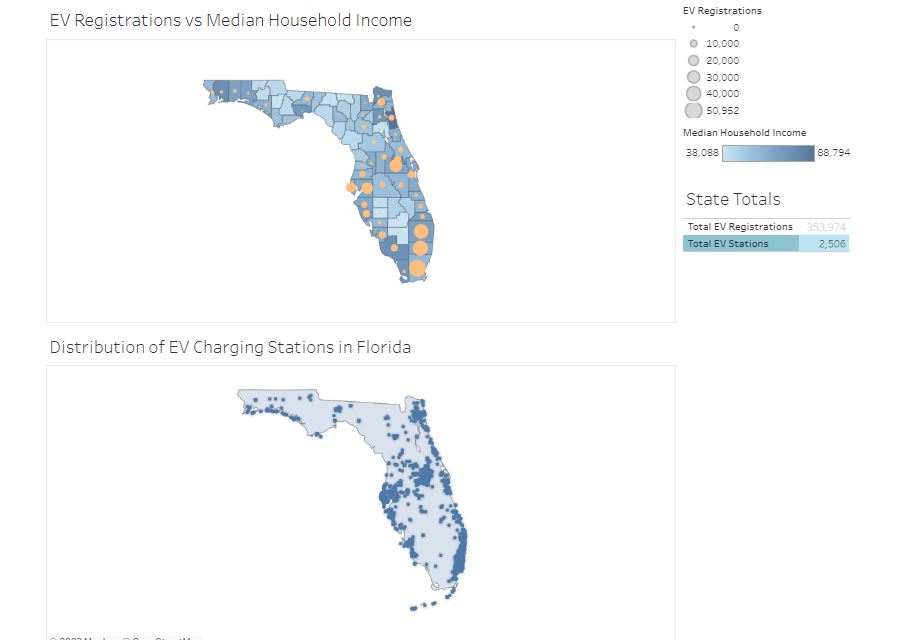 EV Registrations vs Median Household Income
EV Registrations
0
10,000
20,000
30,000
40,000
50,952
Median Household Income
38,088 88,794
State Totals
Total EV Registrations 353,974
Total EV Stations 2,506
Distribution of EV Charging Stations in Florida